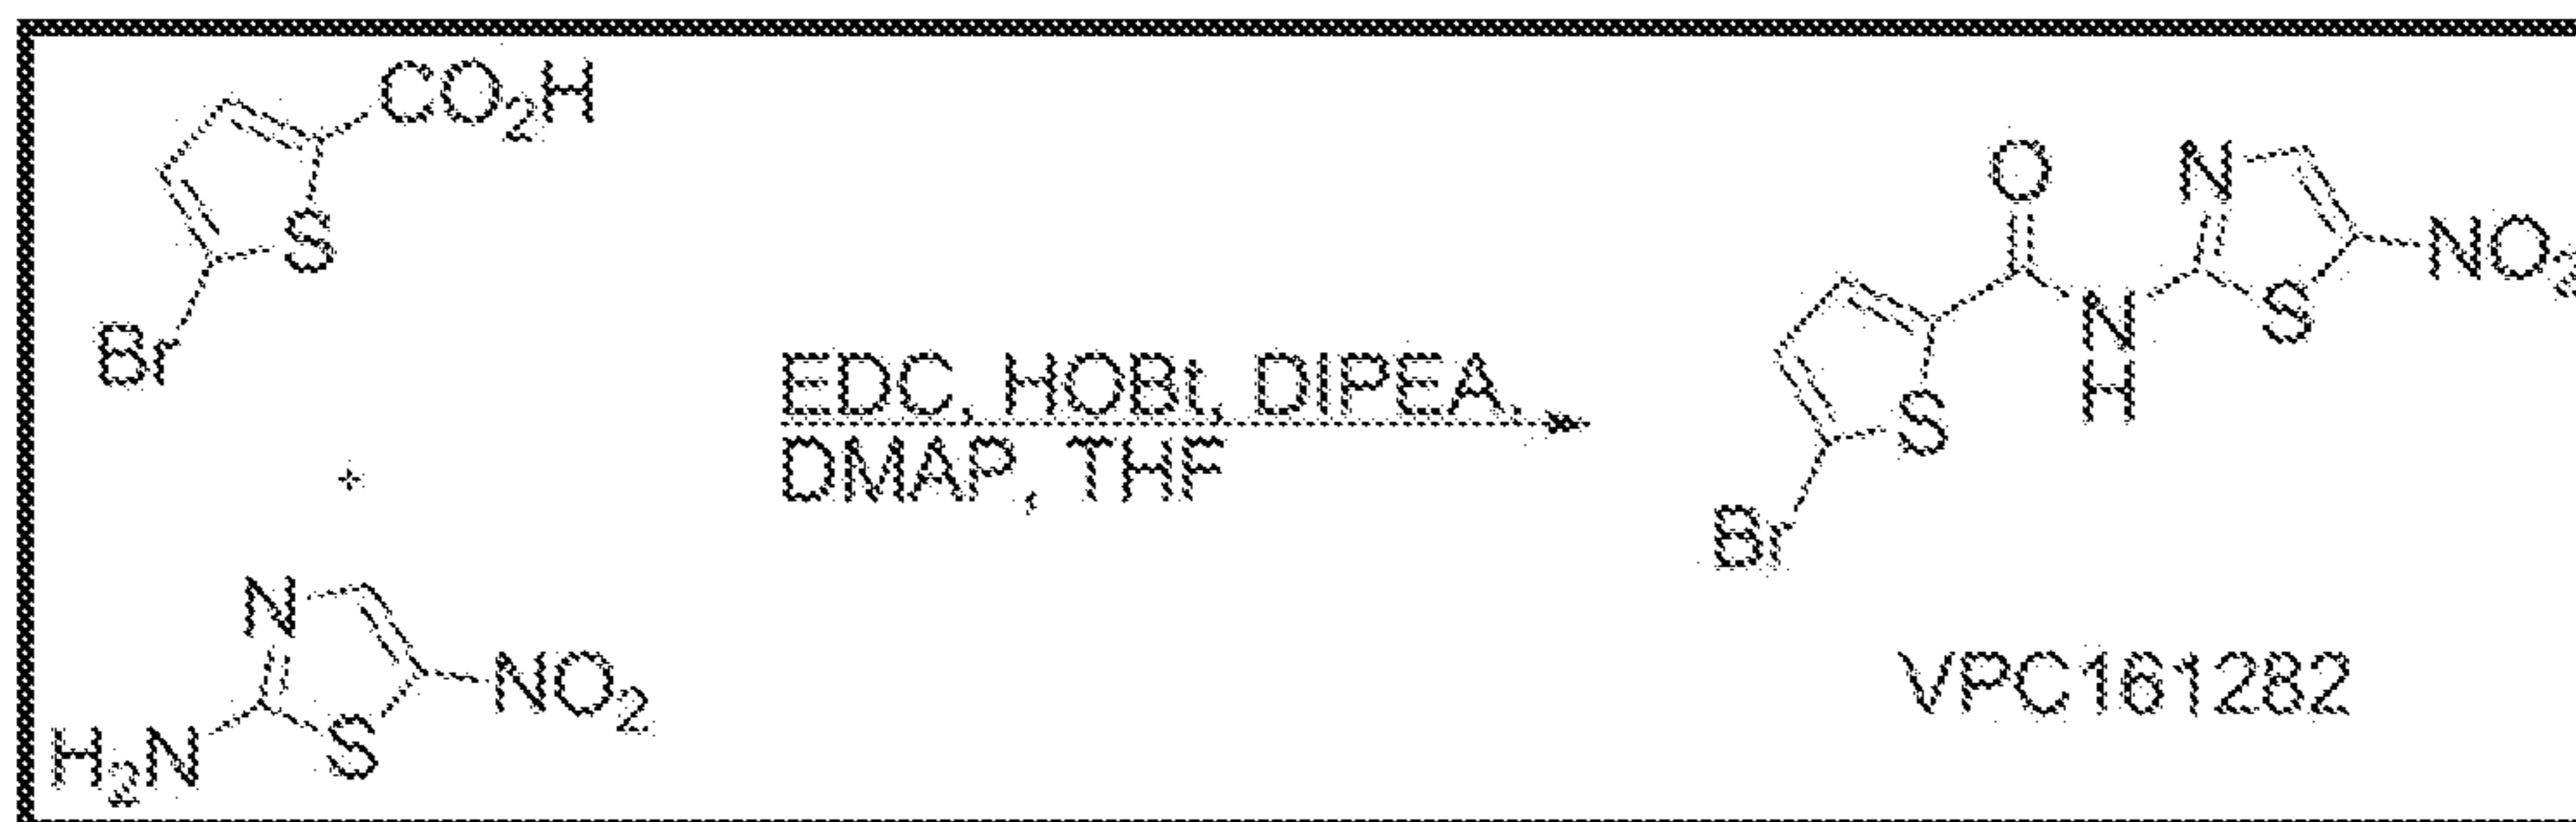 CO2H
S
Br
+
N
NO2
H2N
S
EDC, HOBt, DIPEA,
DMAP, THF
O
N
NO2
S
N
H
S
Br
VPC161282